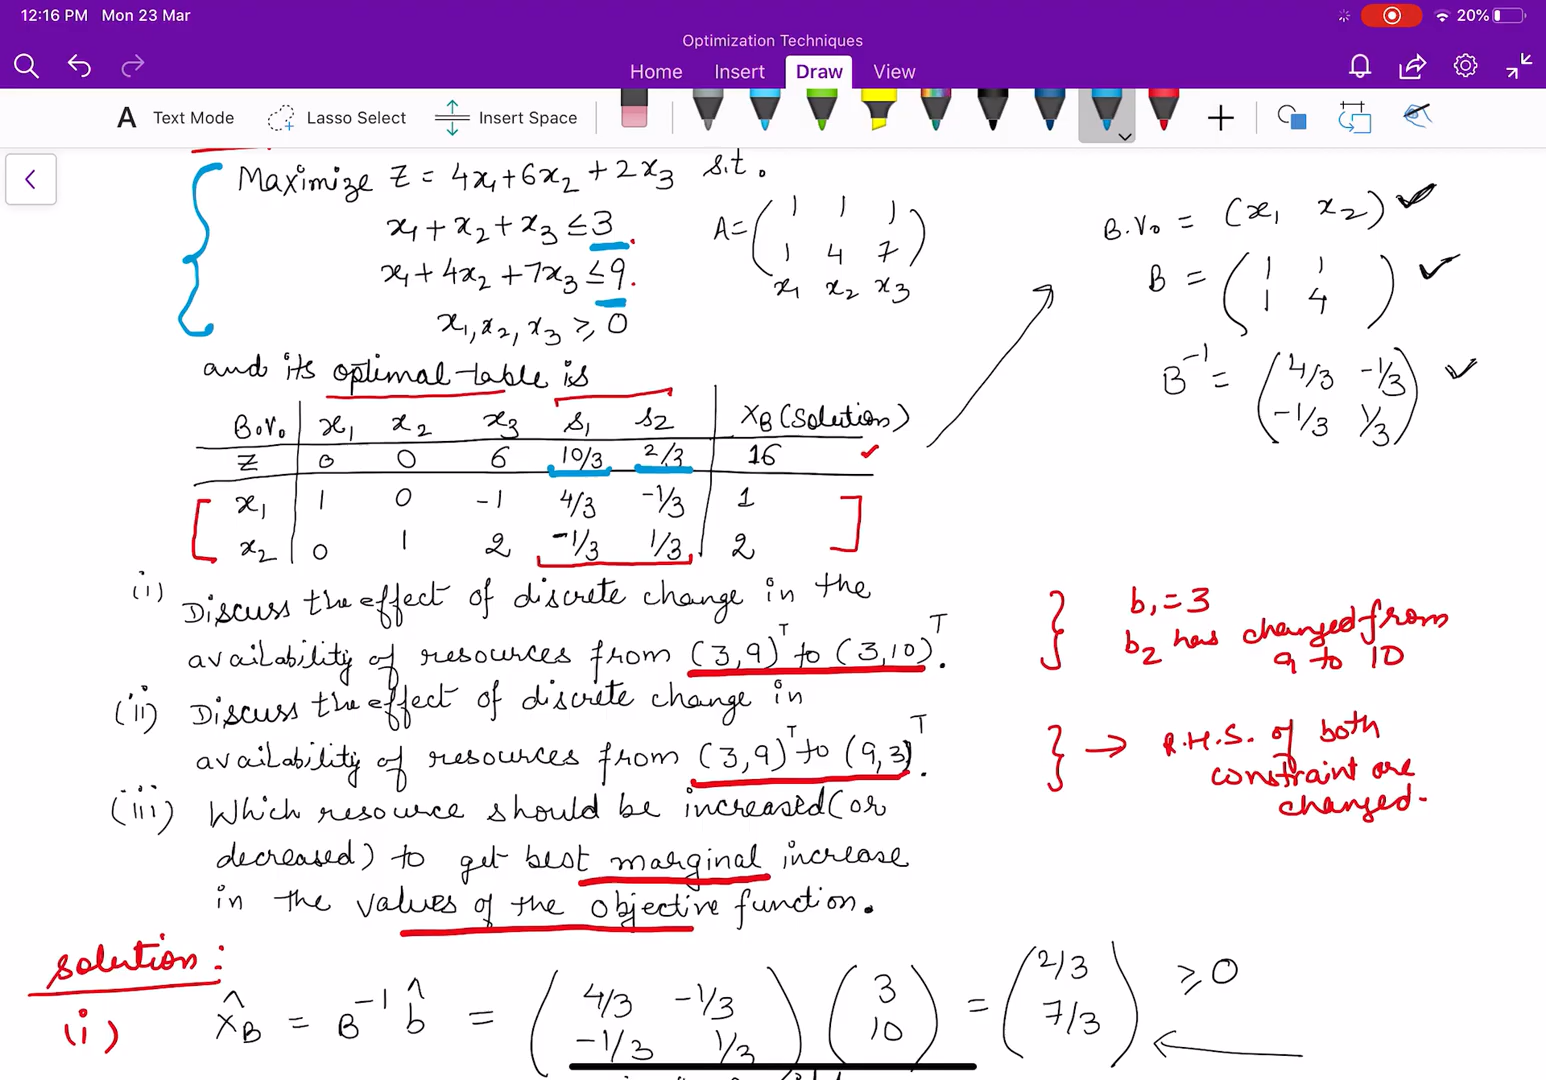 12:16 PM Mon 23 Mar
20%
Optimization Techniques
Home Insert Draw View
A Text Mode Lasso Select Insert Space
Maximize Z = 4x₁+6x₂+2x₃ s.t.
x₁+x₂+x₃ ≤3
x₁+4x₂+7x₃ ≤9
x₁,x₂,x₃ ≥ 0
A= ( 1 1 1
1 4 7 )
x₁ x₂ x₃
B.V. = (x₁ x₂)
B = ( 1 1
1 4 )
B⁻¹ = ( 4/3 -1/3
-1/3 1/3 )
and its optimal-table is
B.V. x₁ x₂ x₃ s₁ s₂ X_B (Solution)
Z 0 0 6 10/3 2/3 16
x₁ 1 0 -1 4/3 -1/3 1
x₂ 0 1 2 -1/3 1/3 2
(i) Discuss the effect of discrete change in the
availability of resources from (3,9)ᵀ to (3,10)ᵀ.
} b₁=3
b₂ has changed from
9 to 10
(ii) Discuss the effect of discrete change in
availability of resources from (3,9)ᵀ to (9,3)ᵀ.
} → R.H.S. of both
constraint are
changed.
(iii) Which resource should be increased (or
decreased) to get best marginal increase
in the values of the objective function.
solution:
(i) X̂_B = B⁻¹ b̂ = ( 4/3 -1/3
-1/3 1/3 ) ( 3
10 ) = ( 2/3
7/3 ) ≥0